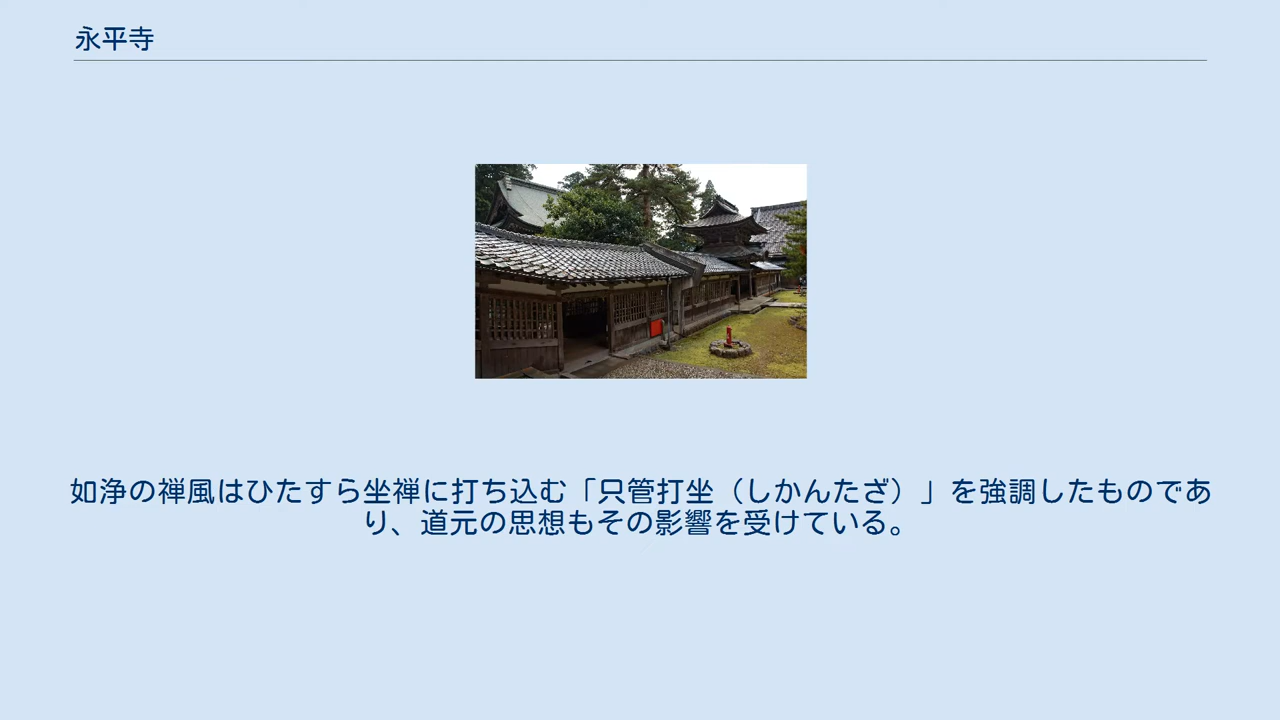 永平寺
如浄の禅風はひたすら坐禅に打ち込む「只管打坐（しかんたざ）」を強調したものであ
り、道元の思想もその影響を受けている。